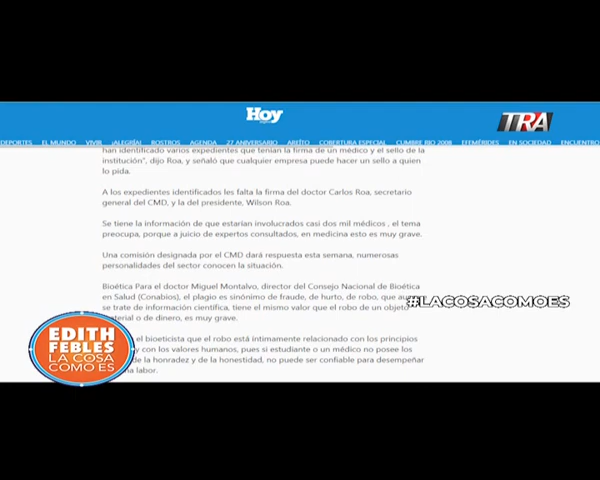 Hoy
TRA
DEPORTES EL MUNDO VIVIR ¡ALEGRÍA! ROSTROS AGENDA 27 ANIVERSARIO AREÍTO COBERTURA ESPECIAL CUMBRE RIO 2008 EFEMÉRIDES EN SOCIEDAD ENCUENTRO
han identificado varios expedientes que tenían la firma de un médico y el sello de la
institución", dijo Roa, y señaló que cualquier empresa puede hacer un sello a quien
lo pida.
A los expedientes identificados les falta la firma del doctor Carlos Roa, secretario
general del CMD, y la del presidente, Wilson Roa.
Se tiene la información de que estarían involucrados casi dos mil médicos , el tema
preocupa, porque a juicio de expertos consultados, en medicina esto es muy grave.
Una comisión designada por el CMD dará respuesta esta semana, numerosas
personalidades del sector conocen la situación.
Bioética Para el doctor Miguel Montalvo, director del Consejo Nacional de Bioética
en Salud (Conabios), el plagio es sinónimo de fraude, de hurto, de robo, que
#LACOSACOMOES
se trate de información científica, tiene el mismo valor que el robo de un objeto
o de dinero, es muy grave.
el bioeticista que el robo está íntimamente relacionado con los principios
y con los valores humanos, pues si estudiante o un médico no posee los
de la honradez y de la honestidad, no puede ser confiable para desempeñar
labor.
EDITH
FEBLES
LA COSA
COMO ES